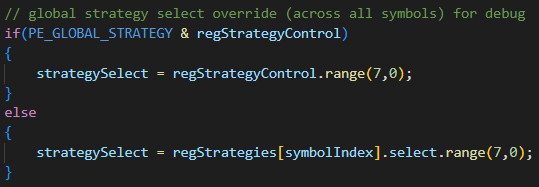 // global strategy select override (across all symbols) for debug
if(PE_GLOBAL_STRATEGY & regStrategyControl)
{
    strategySelect = regStrategyControl.range(7,0);
}
else
{
    strategySelect = regStrategies[symbolIndex].select.range(7,0);
}